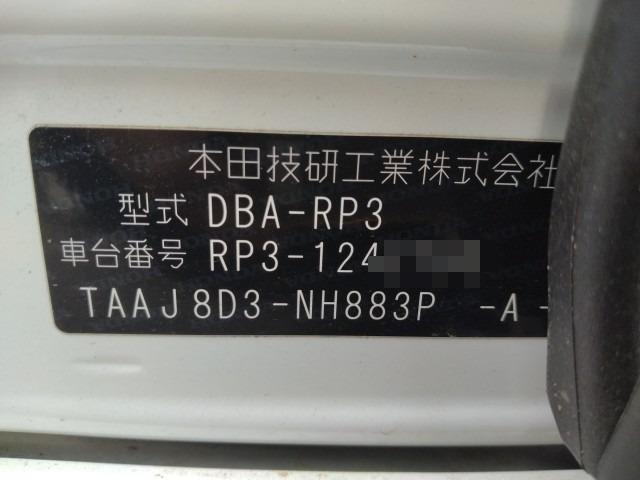 本田技研工業株式会社
型式 DBA-RP3
車台番号 RP3-124
TAAJ8D3-NH883P -A -